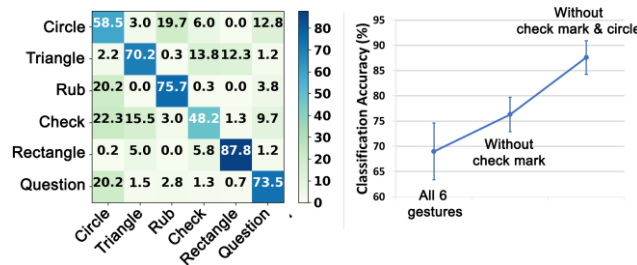 Circle 58.5 3.0 19.7 6.0 0.0 12.8
Triangle 2.2 70.2 0.3 13.8 12.3 1.2
Rub 20.2 0.0 75.7 0.3 0.0 3.8
Check 22.3 15.5 3.0 48.2 1.3 9.7
Rectangle 0.2 5.0 0.0 5.8 87.8 1.2
Question 20.2 1.5 2.8 1.3 0.7 73.5
Circle Triangle Rub Check Rectangle Question
80
70
60
50
40
30
20
10
0
Classification Accuracy (%)
95
90
85
80
75
70
65
60
Without
check mark & circle
Without
check mark
All 6
gestures